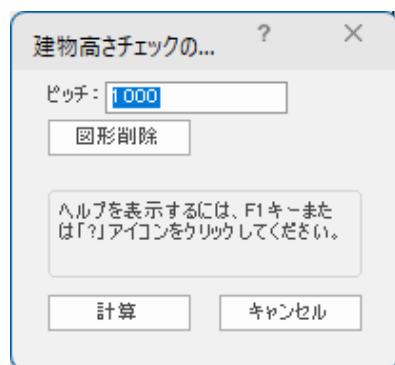 建物高さチェックの...
?
ピッチ：1000
図形削除
ヘルプを表示するには、F1キーまた
は「?」アイコンをクリックしてください。
計算
キャンセル